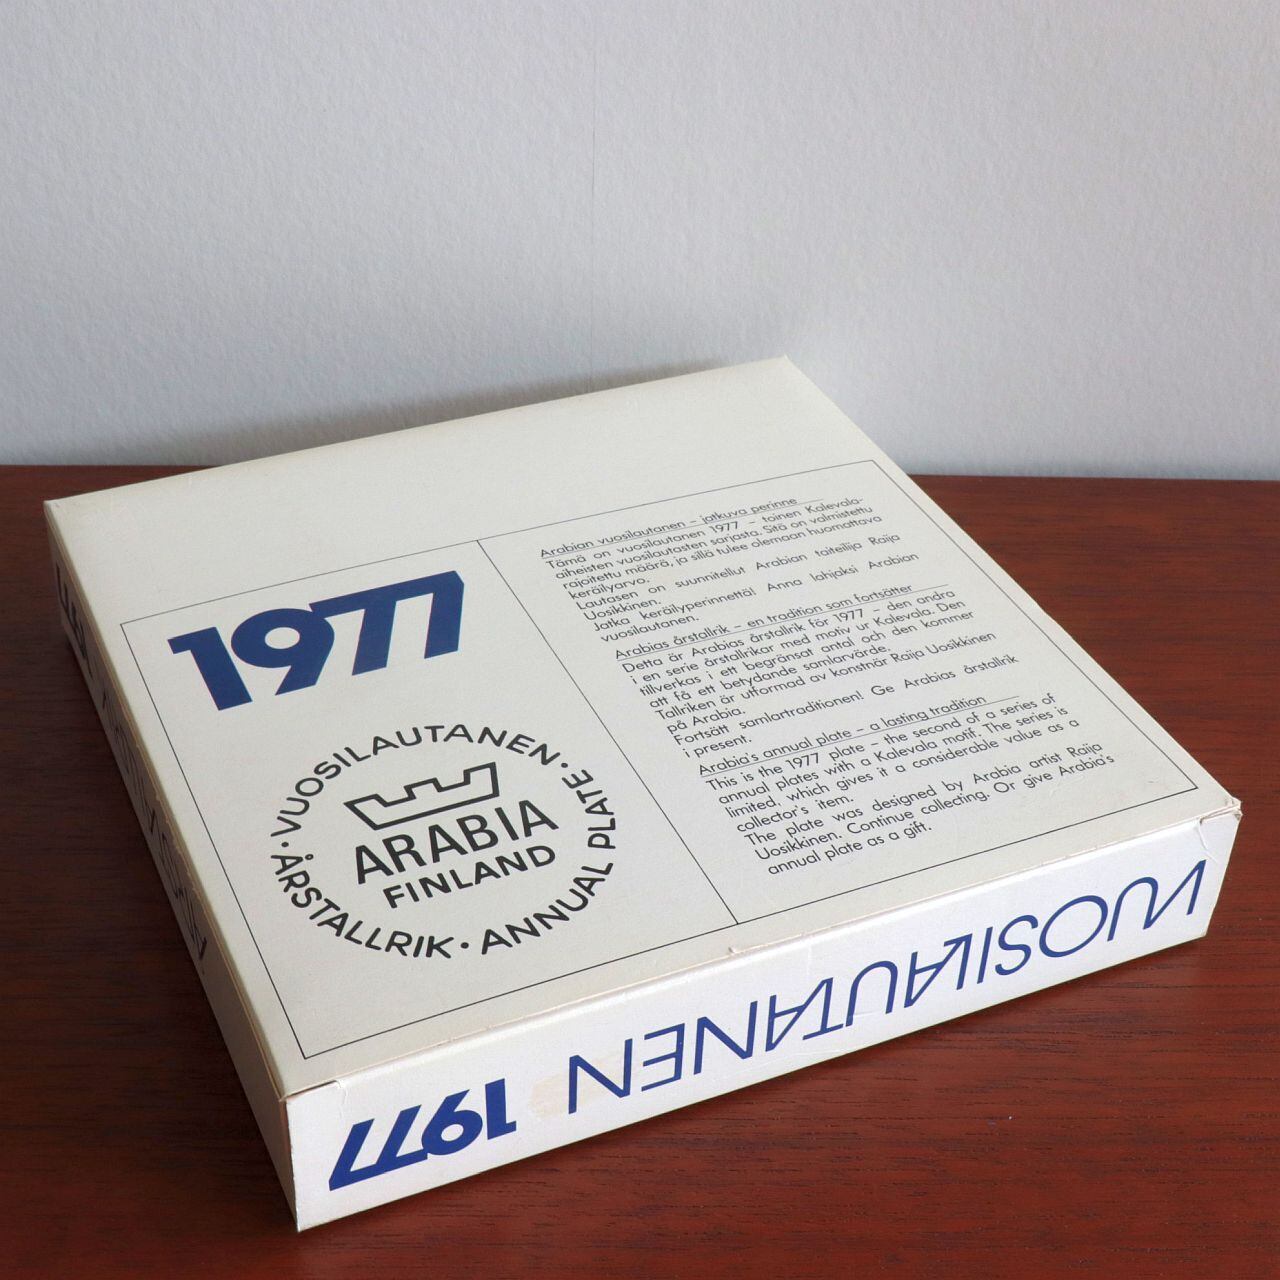 1977
VUOSILAUTANEN · ANNUAL PLATE · ÅRSTALLRIK ·
ARABIA
FINLAND
Arabian vuosilautanen – jatkuva perinne
Tämä on vuosilautanen 1977 – toinen Kalevala-
aiheisten vuosilautasten sarjasta. Sitä on valmistettu
rajoitettu määrä, ja sillä tulee olemaan huomattava
keräilyarvo.
Lautasen on suunnitellut Arabian taiteilija Raija
Uosikkinen.
Jatka keräilyperinnettä! Anna lahjaksi Arabian
vuosilautanen.
Arabias årstallrik – en tradition som fortsätter
Detta är Arabias årstallrik för 1977 – den andra
i en serie årstallrikar med motiv ur Kalevala. Den
tillverkas i ett begränsat antal och den kommer
att få ett betydande samlarvärde.
Tallriken är utformad av konstnär Raija Uosikkinen
på Arabia.
Fortsätt samlartraditionen! Ge Arabias årstallrik
i present.
Arabia's annual plate – a lasting tradition
This is the 1977 plate – the second of a series of
annual plates with a Kalevala motif. The series is
limited, which gives it a considerable value as a
collector's item.
The plate was designed by Arabia artist Raija
Uosikkinen. Continue collecting. Or give Arabia's
annual plate as a gift.
VUOSILAUTANEN 1977